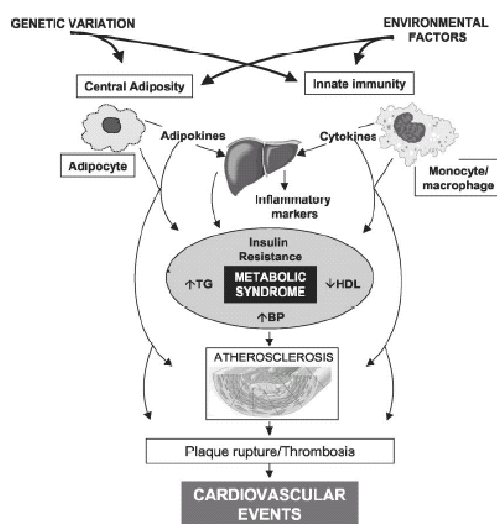 GENETIC VARIATION
ENVIRONMENTAL
FACTORS
Central Adiposity
Innate immunity
Adipokines
Cytokines
Adipocyte
Monocyte/
macrophage
Inflammatory
markers
Insulin
Resistance
↑TG
METABOLIC
SYNDROME
↓HDL
↑BP
ATHEROSCLEROSIS
Plaque rupture/Thrombosis
CARDIOVASCULAR
EVENTS